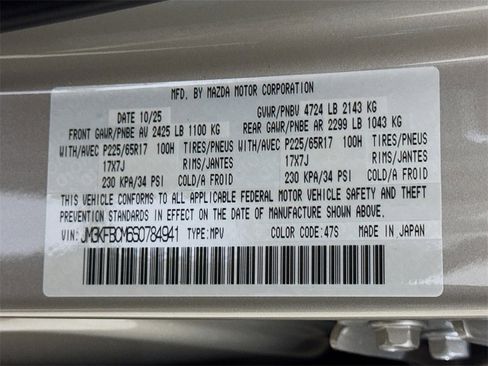 MFD. BY MAZDA MOTOR CORPORATION
DATE 10/25 GVWR/PNBV 4724 LB 2143 KG
FRONT GAWR/PNBE AV 2425 LB 1100 KG REAR GAWR/PNBE AR 2299 LB 1043 KG
WITH/AVEC P225/65R17 100H TIRES/PNEUS WITH/AVEC P225/65R17 100H TIRES/PNEUS
17X7J RIMS/JANTES 17X7J RIMS/JANTES
230 KPA/34 PSI COLD/A FROID 230 KPA/34 PSI COLD/A FROID
THIS VEHICLE CONFORMS TO ALL APPLICABLE FEDERAL MOTOR VEHICLE SAFETY AND THEFT
PREVENTION STANDARDS IN EFFECT ON THE DATE OF MANUFACTURE SHOWN ABOVE.
VIN: JM3KFBCM6S0784941 TYPE: MPV COLOR CODE: 47S MADE IN JAPAN